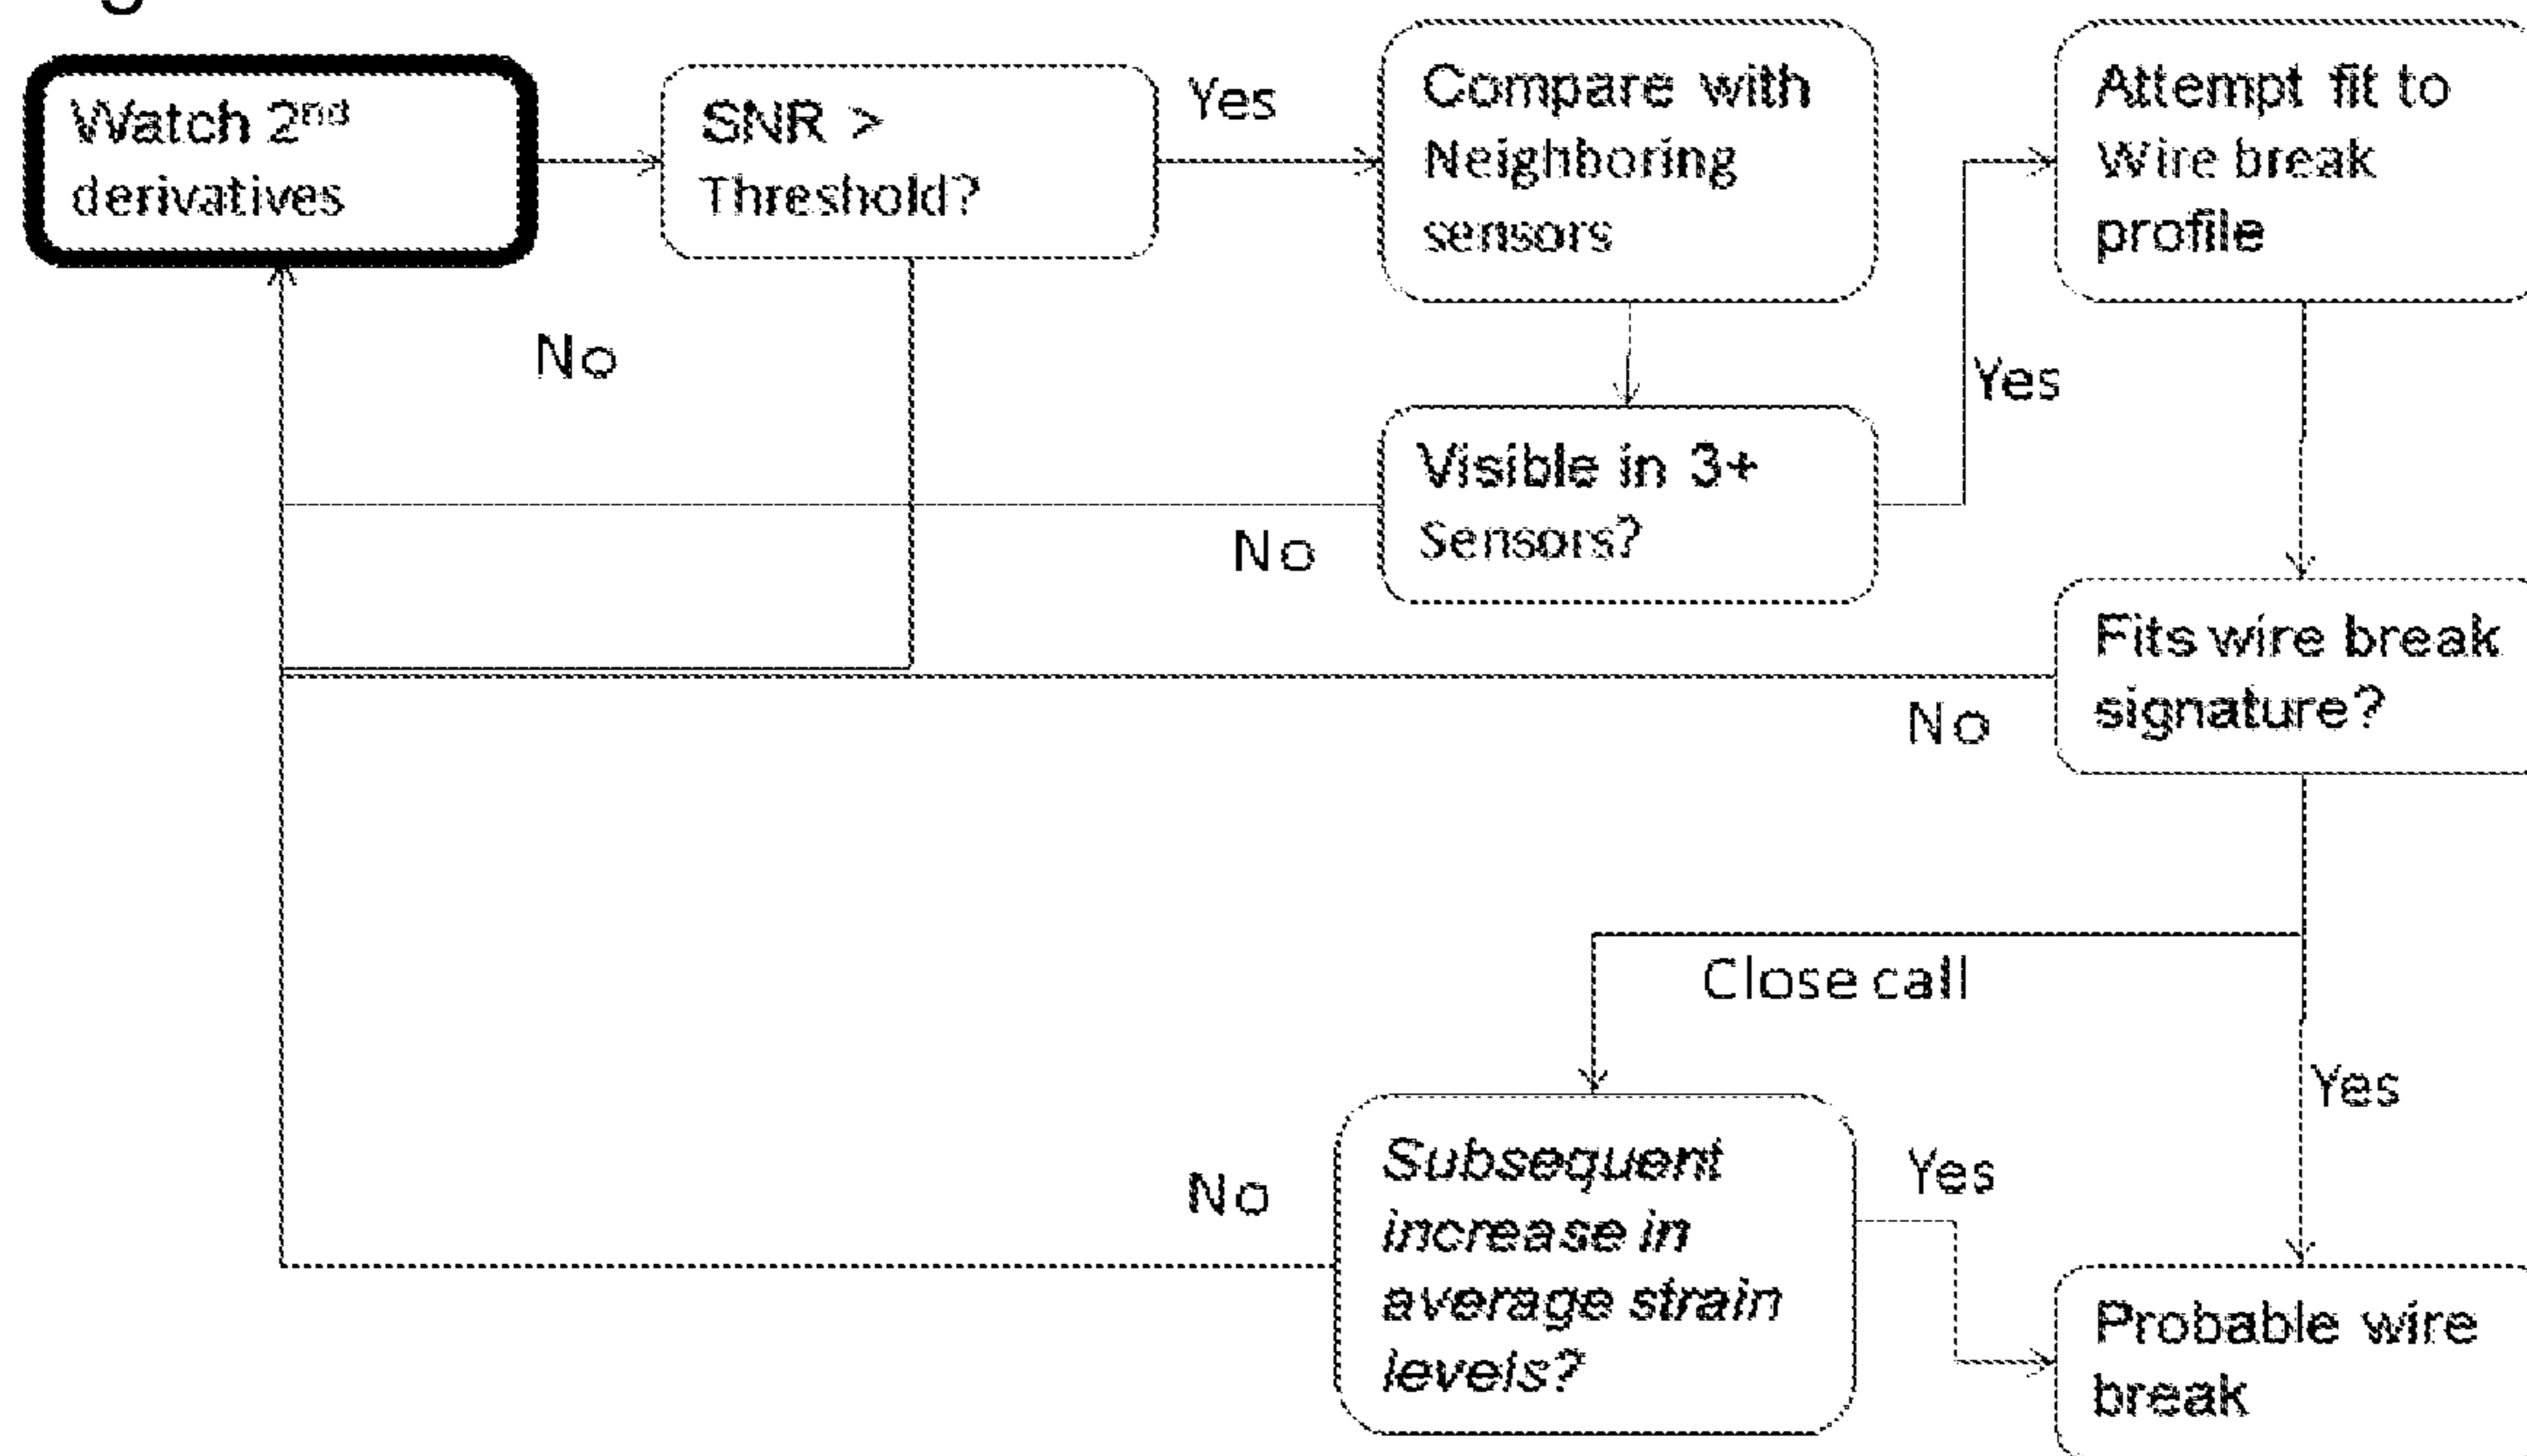 Watch 2nd
derivatives
SNR >
Threshold?
Yes
Compare with
Neighboring
sensors
Attempt fit to
Wire break
profile
No
Yes
Visible in 3+
Sensors?
No
Fits wire break
signature?
No
Close call
Yes
Subsequent
increase in
average strain
levels?
No
Yes
Probable wire
break